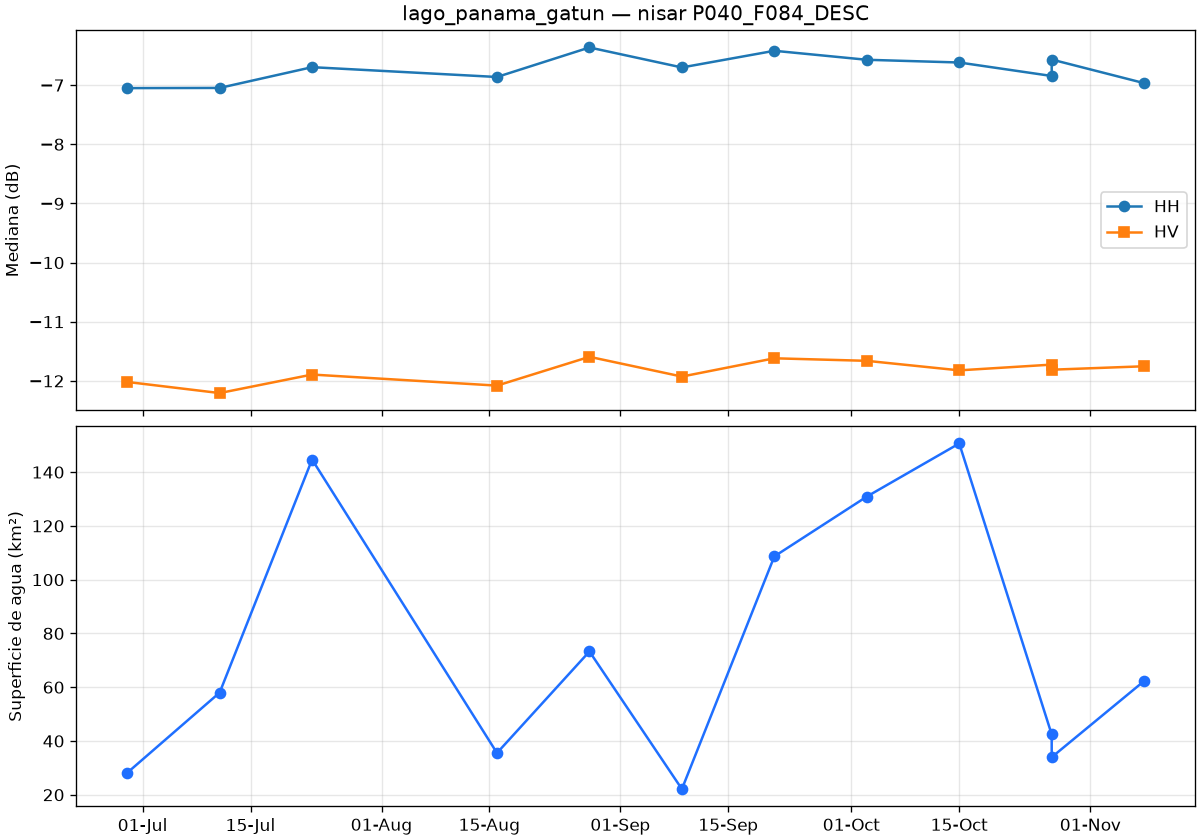 lago_panama_gatun — nisar P040_F084_DESC
Mediana (dB)
−7
−8
−9
−10
−11
−12
HH
HV
Superficie de agua (km²)
140
120
100
80
60
40
20
01-Jul 15-Jul 01-Aug 15-Aug 01-Sep 15-Sep 01-Oct 15-Oct 01-Nov